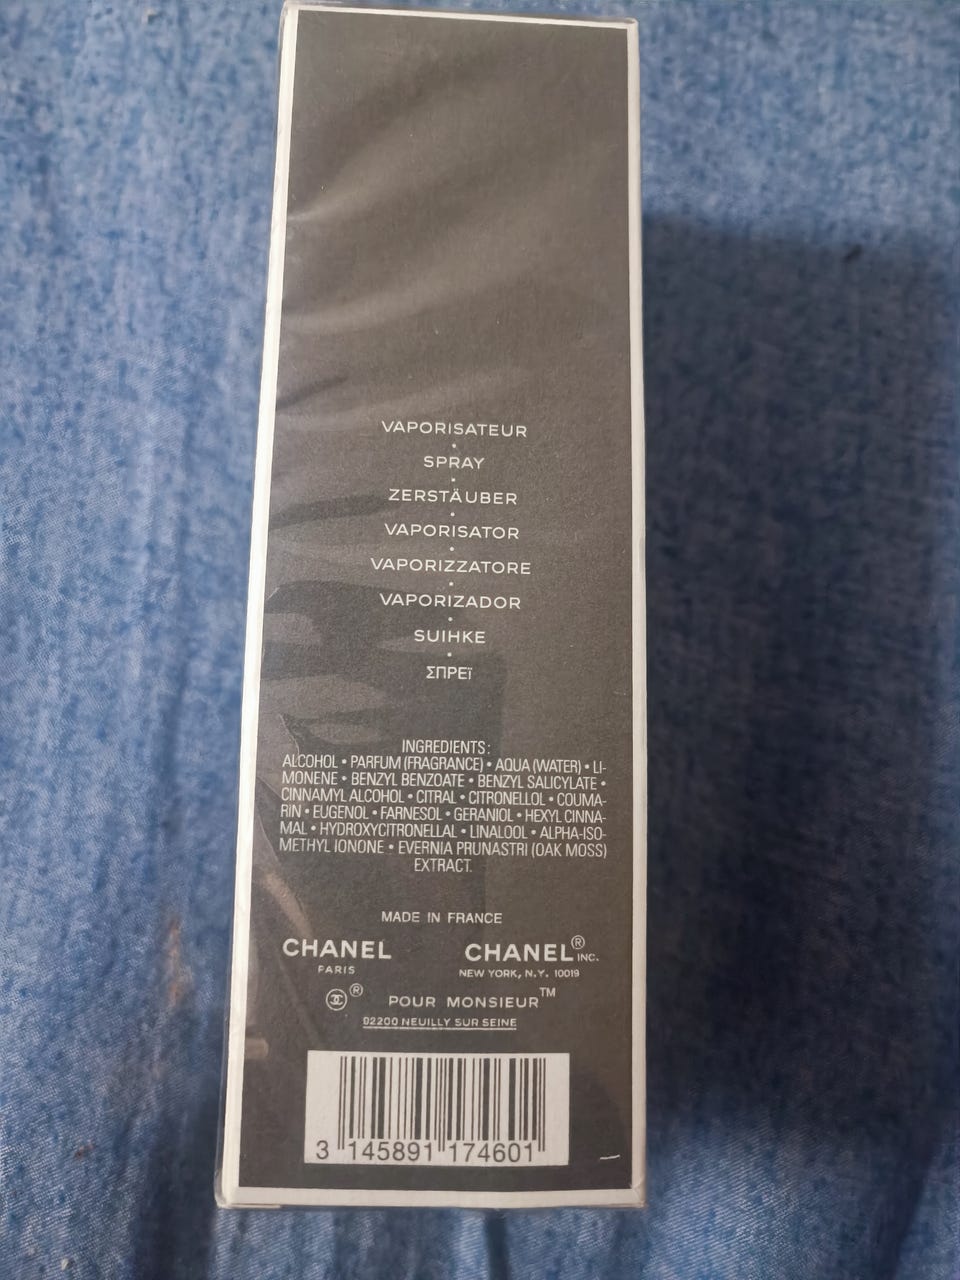 VAPORISATEUR
SPRAY
ZERSTÄUBER
VAPORISATOR
VAPORIZZATORE
VAPORIZADOR
SUIHKE
ΣΠΡΕΪ
INGREDIENTS:
ALCOHOL • PARFUM (FRAGRANCE) • AQUA (WATER) • LI-
MONENE • BENZYL BENZOATE • BENZYL SALICYLATE •
CINNAMYL ALCOHOL • CITRAL • CITRONELLOL • COUMA-
RIN • EUGENOL • FARNESOL • GERANIOL • HEXYL CINNA-
MAL • HYDROXYCITRONELLAL • LINALOOL • ALPHA-ISO-
METHYL IONONE • EVERNIA PRUNASTRI (OAK MOSS)
EXTRACT.
MADE IN FRANCE
CHANEL CHANEL® INC.
PARIS NEW YORK, N.Y. 10019
® POUR MONSIEUR™
92200 NEUILLY SUR SEINE
3 145891 174601